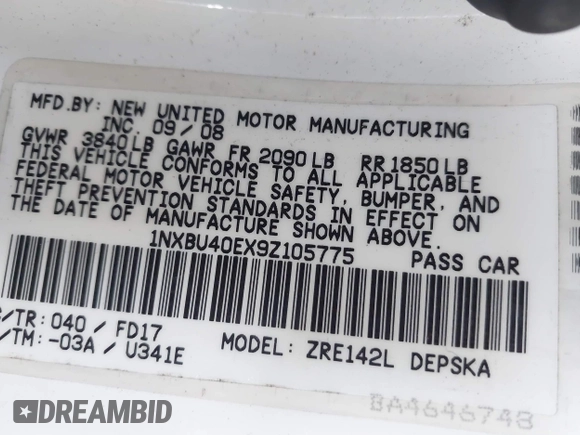 MFD.BY: NEW UNITED MOTOR MANUFACTURING
INC. 09/08
GVWR 3840LB GAWR FR 2090LB RR 1850LB
THIS VEHICLE CONFORMS TO ALL APPLICABLE
FEDERAL MOTOR VEHICLE SAFETY, BUMPER, AND
THEFT PREVENTION STANDARDS IN EFFECT ON
THE DATE OF MANUFACTURE SHOWN ABOVE.
1NXBU40EX9Z105775 PASS CAR
/TR: 040 / FD17
/TM: -03A / U341E
MODEL: ZRE142L DEPSKA
BA4646748
DREAMBID